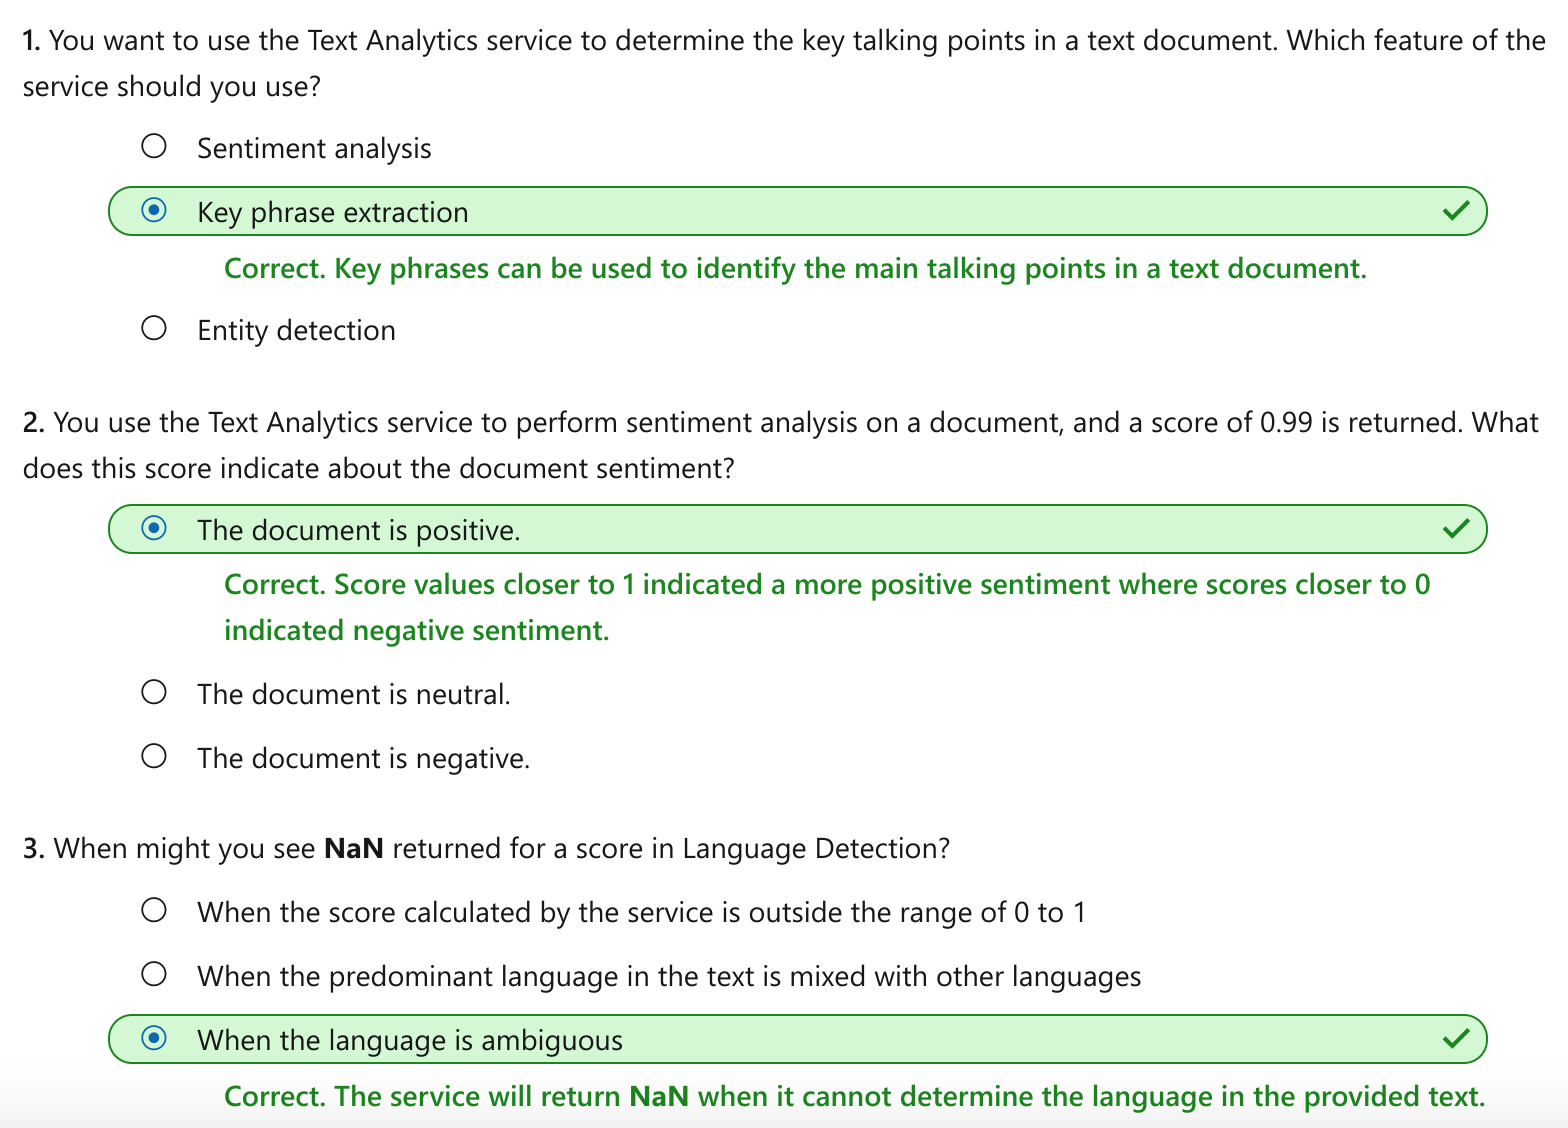 1. You want to use the Text Analytics service to determine the key talking points in a text document. Which feature of the
service should you use?
Sentiment analysis
Key phrase extraction
Correct. Key phrases can be used to identify the main talking points in a text document.
Entity detection
2. You use the Text Analytics service to perform sentiment analysis on a document, and a score of 0.99 is returned. What
does this score indicate about the document sentiment?
The document is positive.
Correct. Score values closer to 1 indicated a more positive sentiment where scores closer to 0
indicated negative sentiment.
The document is neutral.
The document is negative.
3. When might you see NaN returned for a score in Language Detection?
When the score calculated by the service is outside the range of 0 to 1
When the predominant language in the text is mixed with other languages
When the language is ambiguous
Correct. The service will return NaN when it cannot determine the language in the provided text.